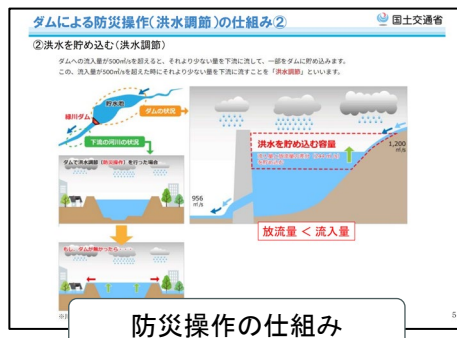 ダムによる防災操作(洪水調節)の仕組み②
国土交通省
②洪水を貯め込む(洪水調節)
ダムへの流入量が500㎥/sを超えると、それより少ない量を下流に流して、一部をダムに貯め込みます。
この、流入量が500㎥/sを超えた時にそれより少ない量を下流に流すことを「洪水調節」といいます。
貯水池
緑川ダム
ダムの状況
下流の河川の状況
ダムで洪水調節(防災操作)を行った場合
もし、ダムが無かったら
洪水を貯め込む容量
1,200
㎥/s
956
㎥/s
放流量 < 流入量
防災操作の仕組み
5